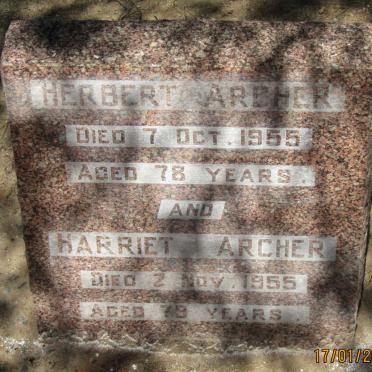 HERBERT ARCHER
DIED 7 OCT. 1955
AGED 78 YEARS.
AND
HARRIET ARCHER
DIED 2 NOV. 1955
AGED 79 YEARS
17/01/2